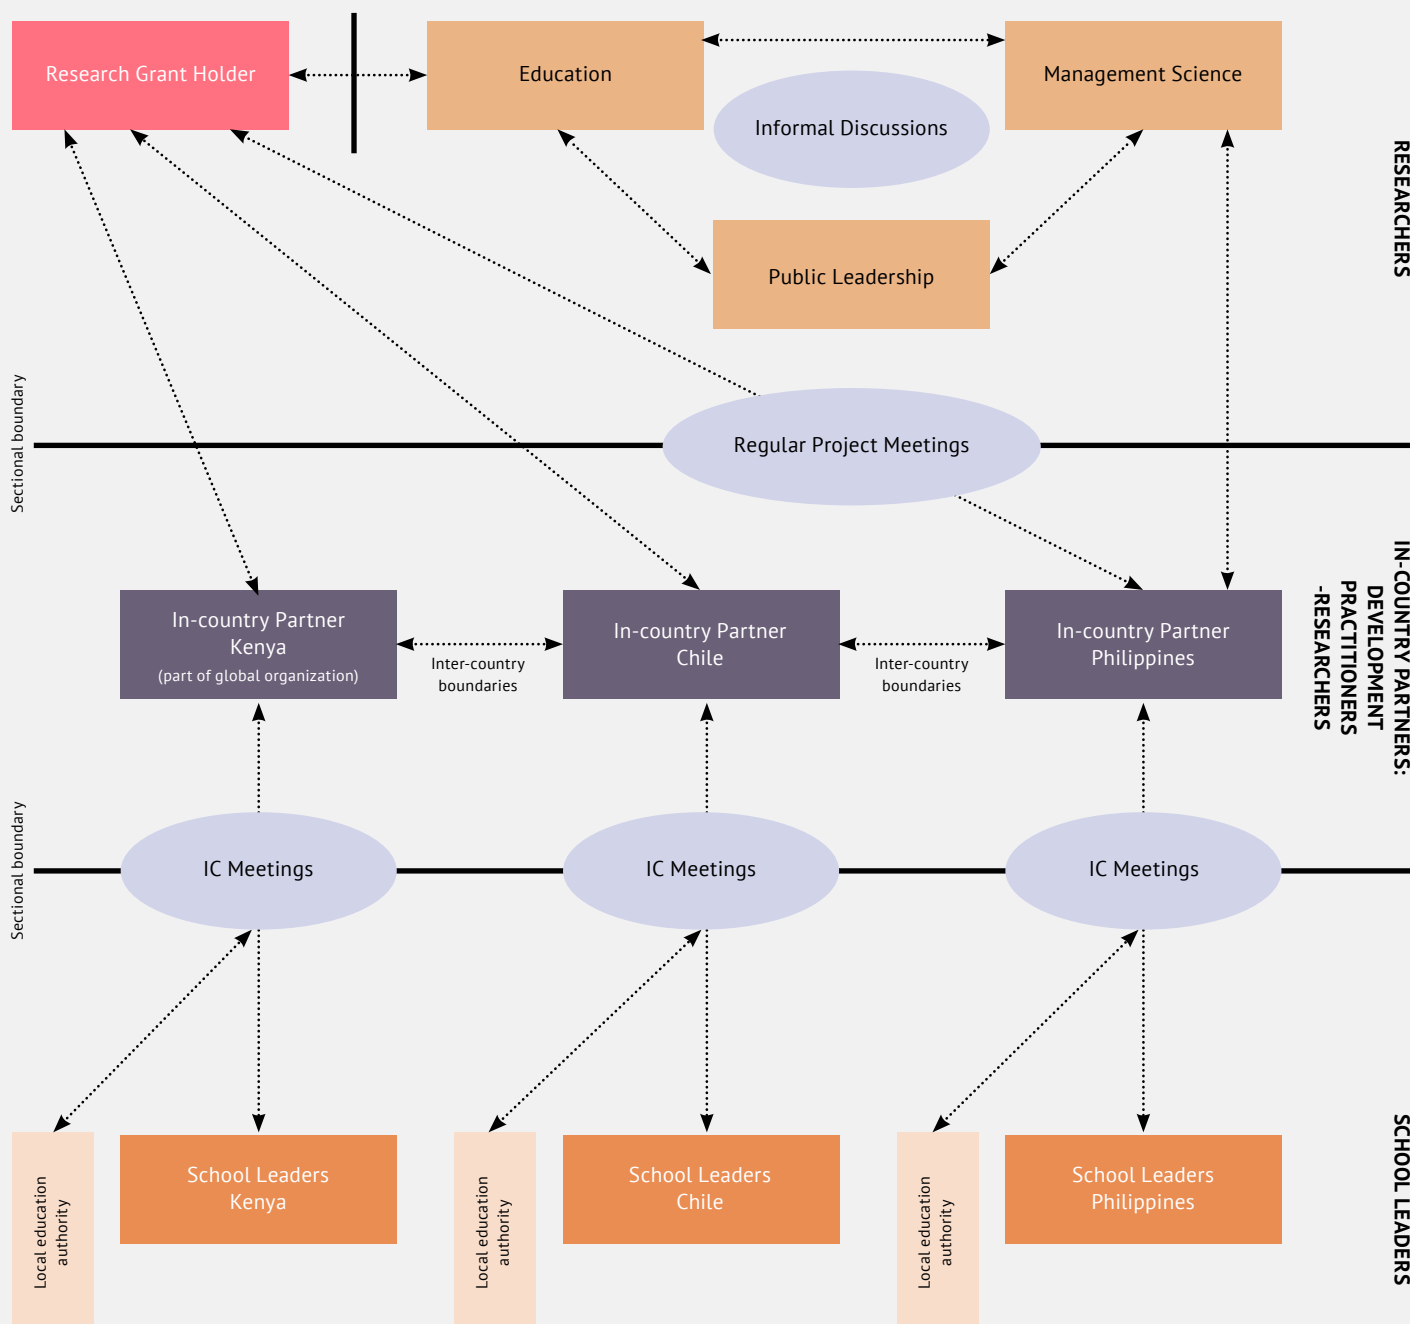 Research Grant Holder
Education
Management Science
Informal Discussions
Public Leadership
RESEARCHERS
Sectional boundary
Regular Project Meetings
In-country Partner
Kenya
(part of global organization)
Inter-country
boundaries
In-country Partner
Chile
Inter-country
boundaries
In-country Partner
Philippines
IN-COUNTRY PARTNERS:
DEVELOPMENT
PRACTITIONERS
-RESEARCHERS
Sectional boundary
IC Meetings
IC Meetings
IC Meetings
Local education
authority
School Leaders
Kenya
Local education
authority
School Leaders
Chile
Local education
authority
School Leaders
Philippines
SCHOOL LEADERS